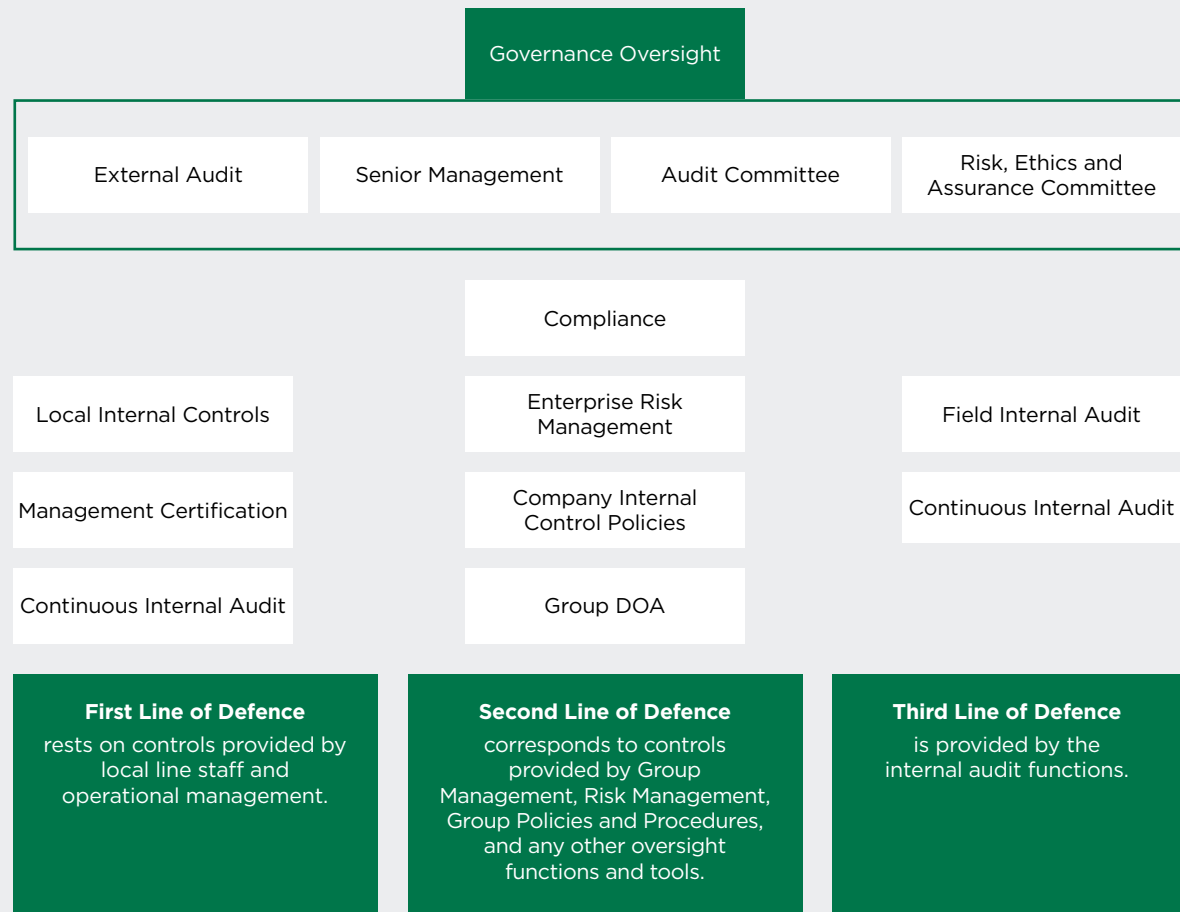 Governance Oversight
External Audit
Senior Management
Audit Committee
Risk, Ethics and
Assurance Committee
Compliance
Local Internal Controls
Enterprise Risk
Management
Field Internal Audit
Management Certification
Company Internal
Control Policies
Continuous Internal Audit
Continuous Internal Audit
Group DOA
First Line of Defence
rests on controls provided by
local line staff and
operational management.
Second Line of Defence
corresponds to controls
provided by Group
Management, Risk Management,
Group Policies and Procedures,
and any other oversight
functions and tools.
Third Line of Defence
is provided by the
internal audit functions.